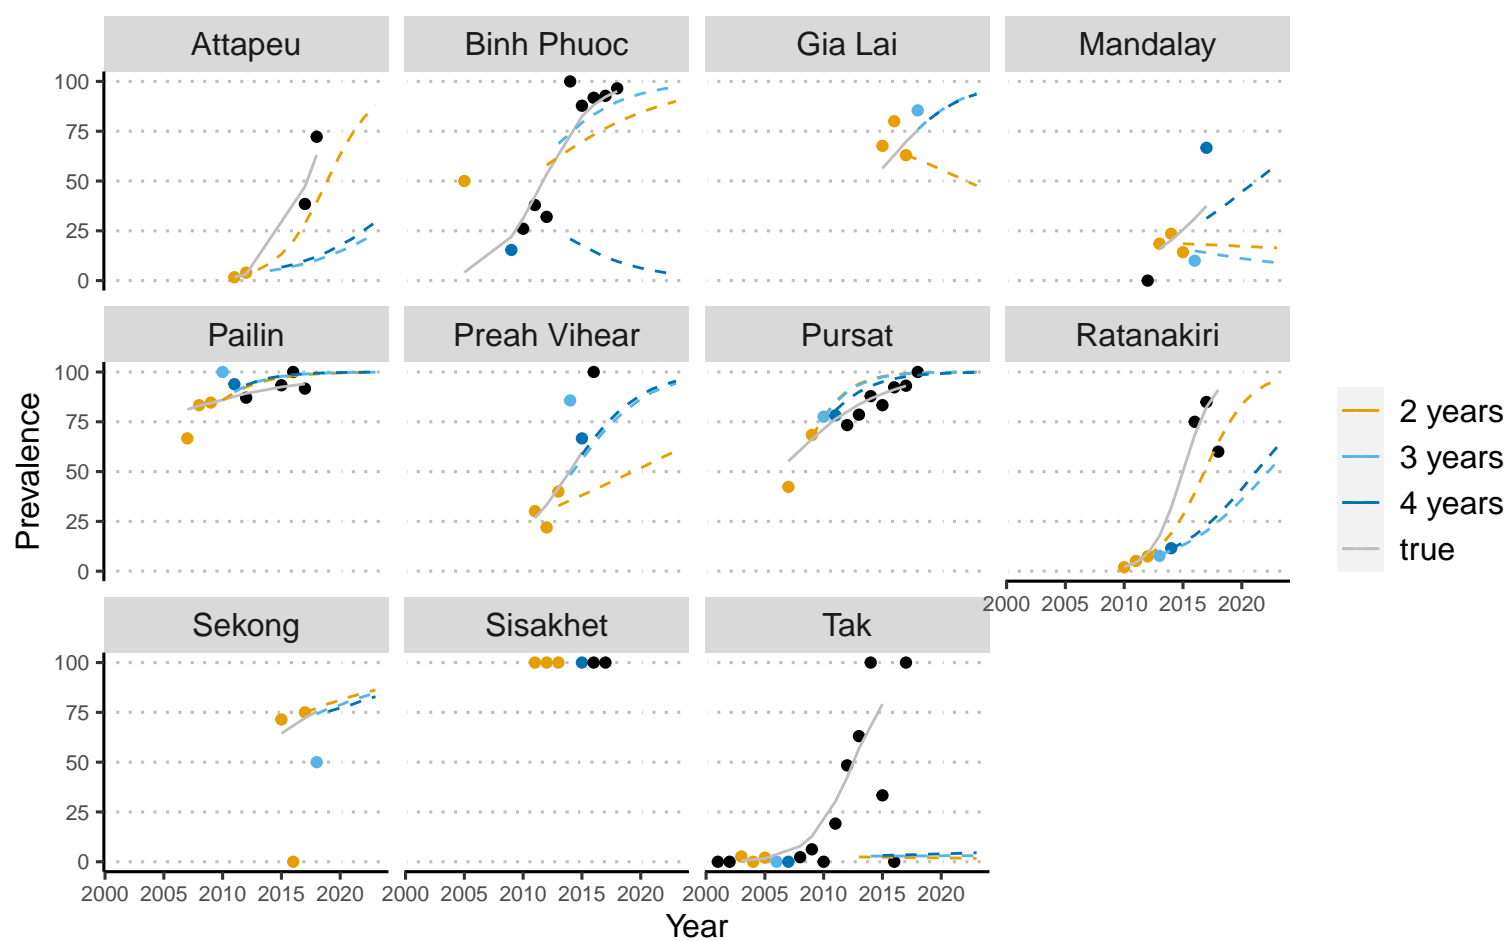 Attapeu Binh Phuoc Gia Lai Mandalay
100
75
50
25
0
Pailin Preah Vihear Pursat Ratanakiri
100
75
50
25
0
2000 2005 2010 2015 2020
Sekong Sisakhet Tak
100
75
50
25
0
2000 2005 2010 2015 2020 2000 2005 2010 2015 2020 2000 2005 2010 2015 2020
Year
Prevalence
2 years
3 years
4 years
true